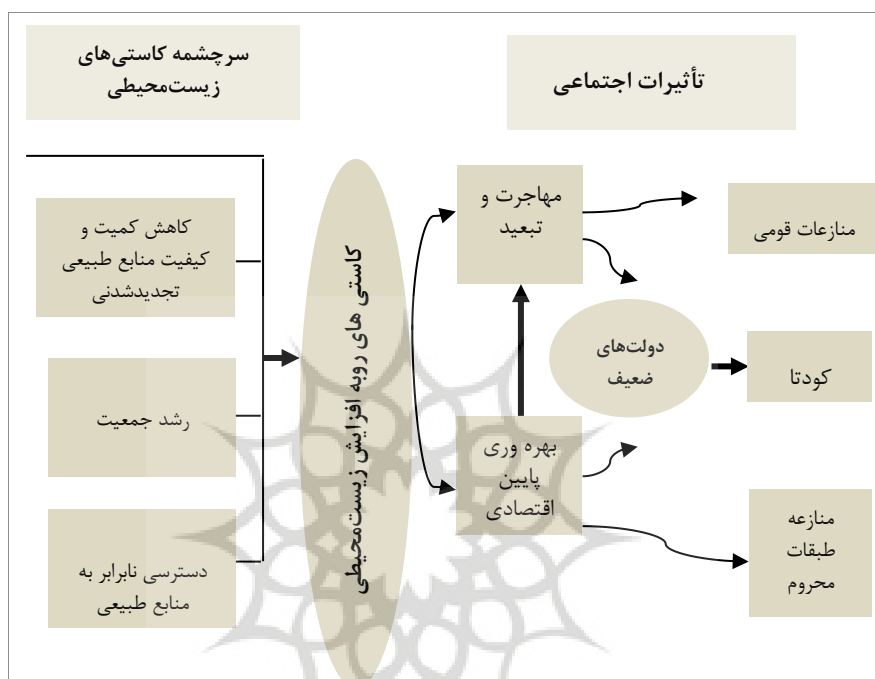 سرچشمه کاستی‌های
زیست‌محیطی
تأثیرات اجتماعی
کاهش کمیت و
کیفیت منابع طبیعی
تجدیدشدنی
رشد جمعیت
دسترسی نابرابر به
منابع طبیعی
کاستی های روبه افزایش زیست‌محیطی
مهاجرت و
تبعید
بهره وری
پایین
اقتصادی
دولت‌های
ضعیف
منازعات قومی
کودتا
منازعه
طبقات
محروم